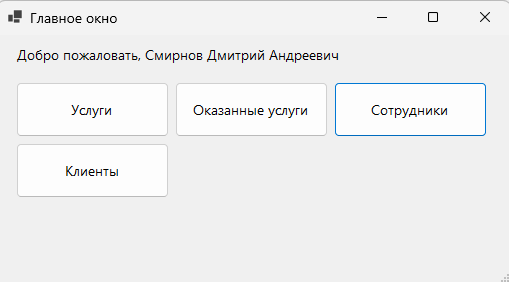 Главное окно
Добро пожаловать, Смирнов Дмитрий Андреевич
Услуги
Оказанные услуги
Сотрудники
Клиенты